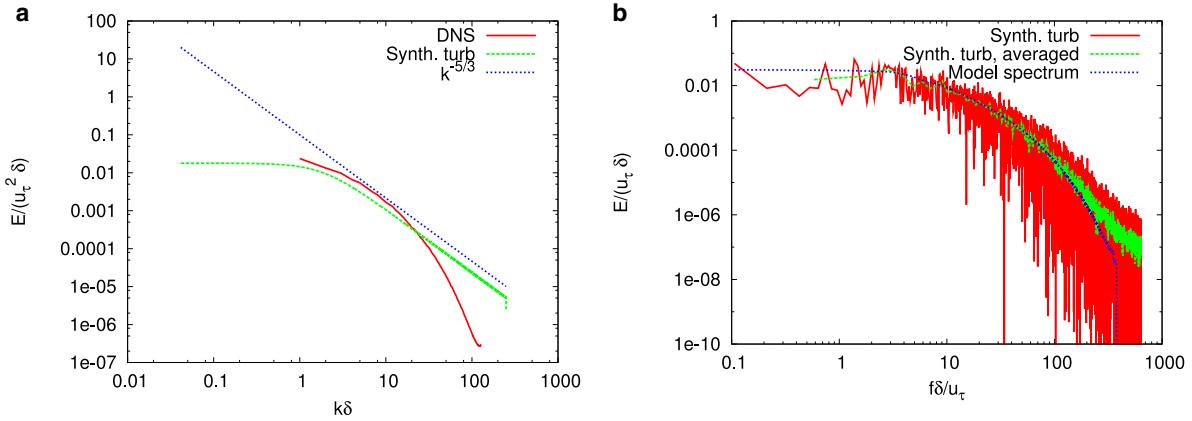 a
DNS
Synth. turb
k^-5/3
100
10
1
0.1
0.01
0.001
0.0001
1e-05
1e-06
1e-07
E/(u_τ^2 δ)
0.01
0.1
1
10
100
1000
kδ
b
Synth. turb
Synth. turb, averaged
Model spectrum
1
0.01
0.0001
1e-06
1e-08
1e-10
E/(u_τ δ)
0.1
1
10
100
1000
fδ/u_τ